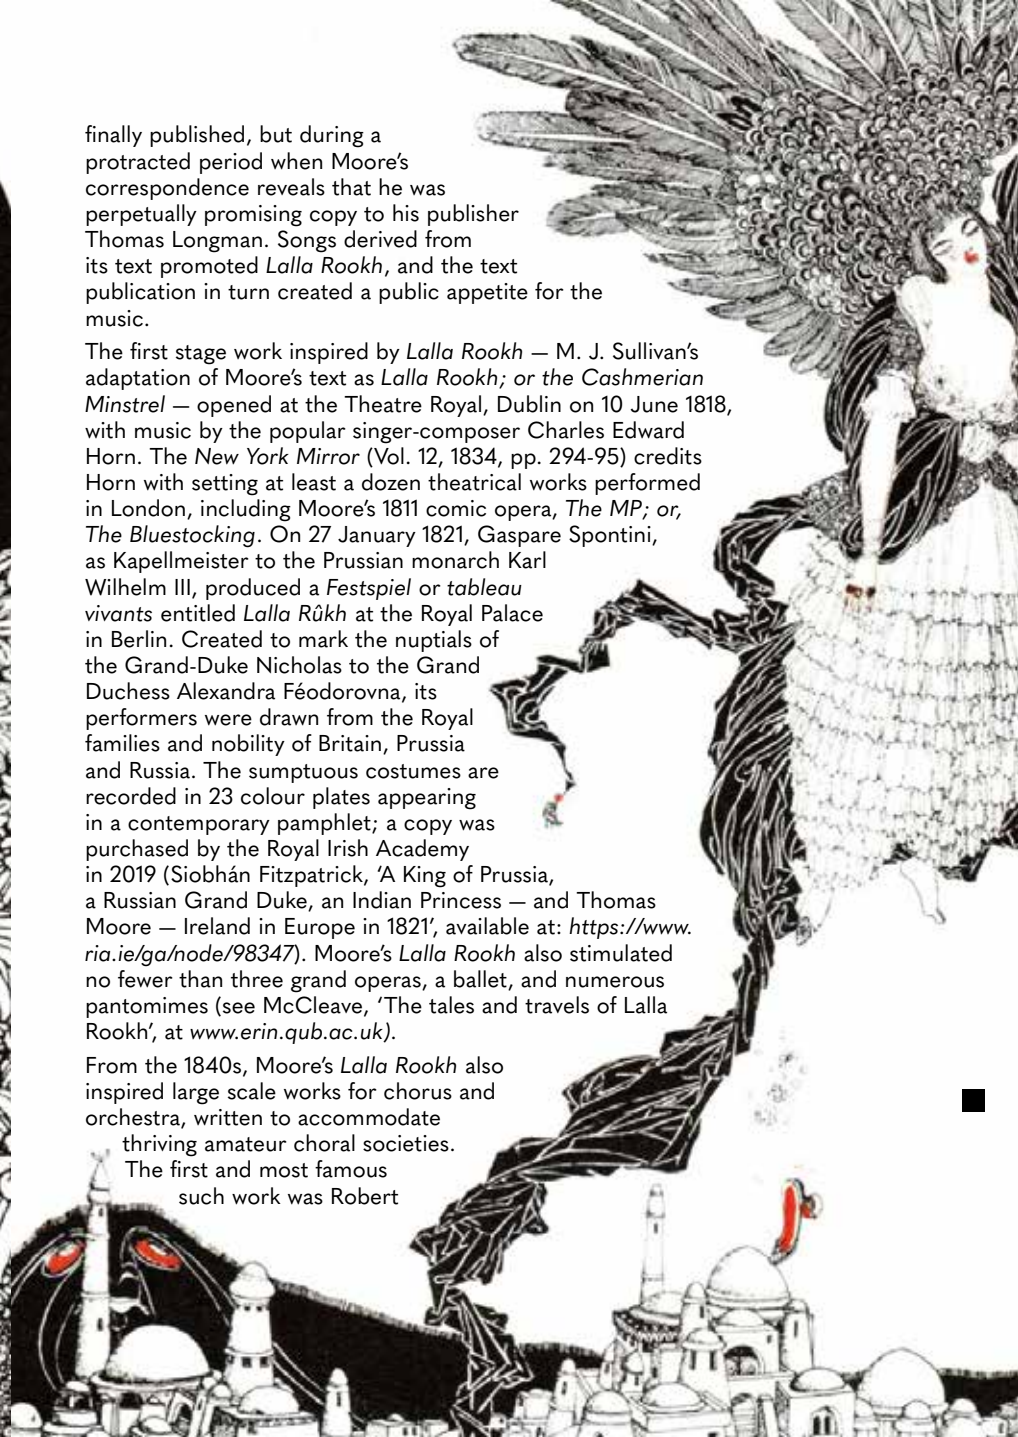 finally published, but during a
protracted period when Moore's
correspondence reveals that he was
perpetually promising copy to his publisher
Thomas Longman. Songs derived from
its text promoted Lalla Rookh, and the text
publication in turn created a public appetite for the
music.
The first stage work inspired by Lalla Rookh — M. J. Sullivan's
adaptation of Moore's text as Lalla Rookh; or the Cashmerian
Minstrel — opened at the Theatre Royal, Dublin on 10 June 1818,
with music by the popular singer-composer Charles Edward
Horn. The New York Mirror (Vol. 12, 1834, pp. 294-95) credits
Horn with setting at least a dozen theatrical works performed
in London, including Moore's 1811 comic opera, The MP; or,
The Bluestocking. On 27 January 1821, Gaspare Spontini,
as Kapellmeister to the Prussian monarch Karl
Wilhelm III, produced a Festspiel or tableau
vivants entitled Lalla Rûkh at the Royal Palace
in Berlin. Created to mark the nuptials of
the Grand-Duke Nicholas to the Grand
Duchess Alexandra Féodorovna, its
performers were drawn from the Royal
families and nobility of Britain, Prussia
and Russia. The sumptuous costumes are
recorded in 23 colour plates appearing
in a contemporary pamphlet; a copy was
purchased by the Royal Irish Academy
in 2019 (Siobhán Fitzpatrick, 'A King of Prussia,
a Russian Grand Duke, an Indian Princess — and Thomas
Moore — Ireland in Europe in 1821', available at: https://www.
ria.ie/ga/node/98347). Moore's Lalla Rookh also stimulated
no fewer than three grand operas, a ballet, and numerous
pantomimes (see McCleave, 'The tales and travels of Lalla
Rookh', at www.erin.qub.ac.uk).
From the 1840s, Moore's Lalla Rookh also
inspired large scale works for chorus and
orchestra, written to accommodate
thriving amateur choral societies.
The first and most famous
such work was Robert